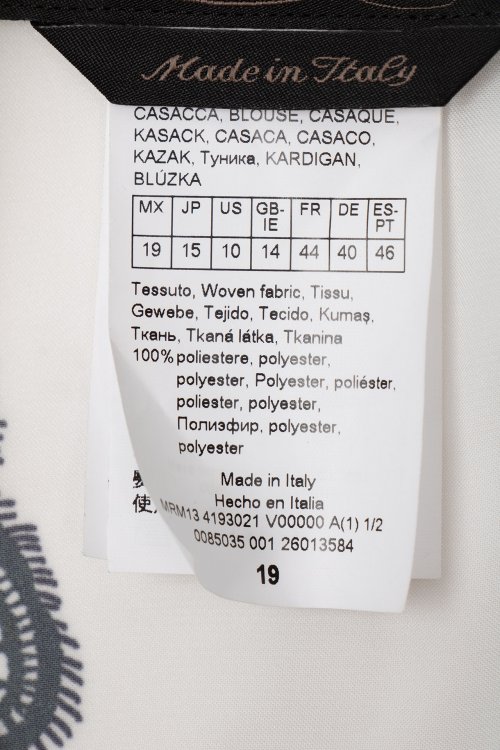 Made in Italy
CASACCA, BLOUSE, CASAQUE,
KASACK, CASACA, CASACO,
KAZAK, Туника, KARDIGAN,
BLÚZKA
MX JP US GB-IE FR DE ES-PT
19 15 10 14 44 40 46
Tessuto, Woven fabric, Tissu,
Gewebe, Tejido, Tecido, Kumaş,
Ткань, Tkaná látka, Tkanina
100% poliestere, polyester,
polyester, Polyester, poliéster,
poliester, polyester,
Полиэфир, polyester,
polyester
Made in Italy
使 Hecho en Italia
MRM13 4193021 V00000 A(1) 1/2
0085035 001 26013584
19